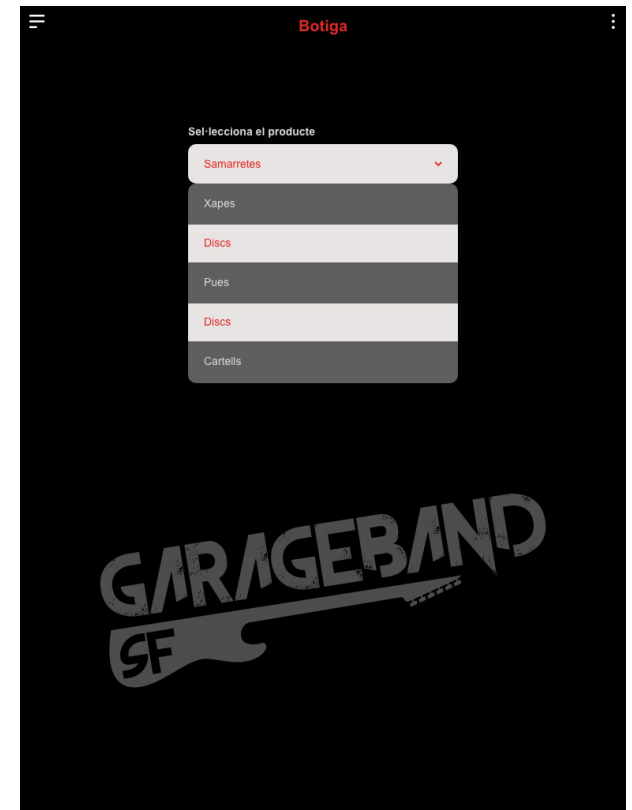 Botiga
Sel·lecciona el producte
Samarretes
Xapes
Discs
Pues
Discs
Cartells
GARAGEBAND
SF